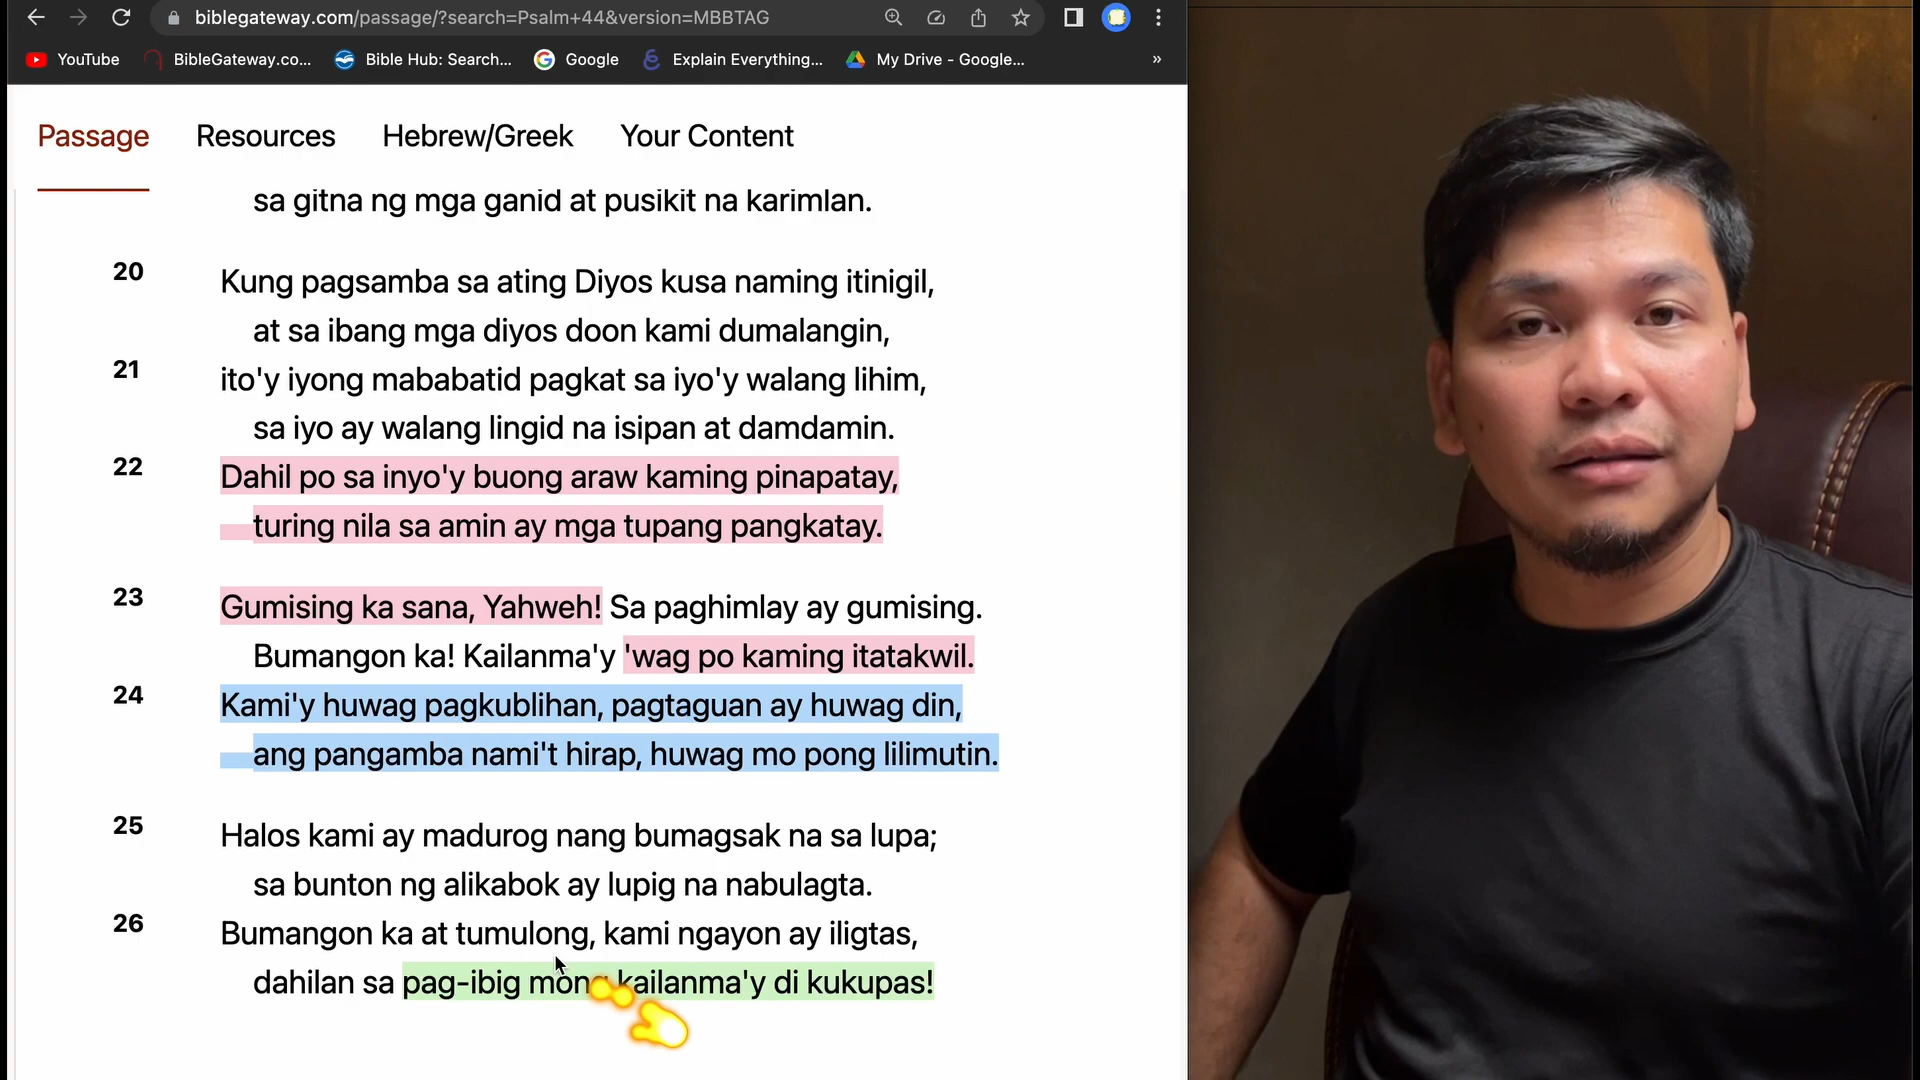 biblegateway.com/passage/?search=Psalm+44&version=MBBTAG
YouTube BibleGateway.co... Bible Hub: Search... Google Explain Everything... My Drive - Google... »
Passage Resources Hebrew/Greek Your Content
sa gitna ng mga ganid at pusikit na karimlan.
20 Kung pagsamba sa ating Diyos kusa naming itinigil,
at sa ibang mga diyos doon kami dumalangin,
21 ito'y iyong mababatid pagkat sa iyo'y walang lihim,
sa iyo ay walang lingid na isipan at damdamin.
22 Dahil po sa inyo'y buong araw kaming pinapatay,
turing nila sa amin ay mga tupang pangkatay.
23 Gumising ka sana, Yahweh! Sa paghimlay ay gumising.
Bumangon ka! Kailanma'y 'wag po kaming itatakwil.
24 Kami'y huwag pagkublihan, pagtaguan ay huwag din,
ang pangamba nami't hirap, huwag mo pong lilimutin.
25 Halos kami ay madurog nang bumagsak na sa lupa;
sa bunton ng alikabok ay lupig na nabulagta.
26 Bumangon ka at tumulong, kami ngayon ay iligtas,
dahilan sa pag-ibig mong kailanma'y di kukupas!